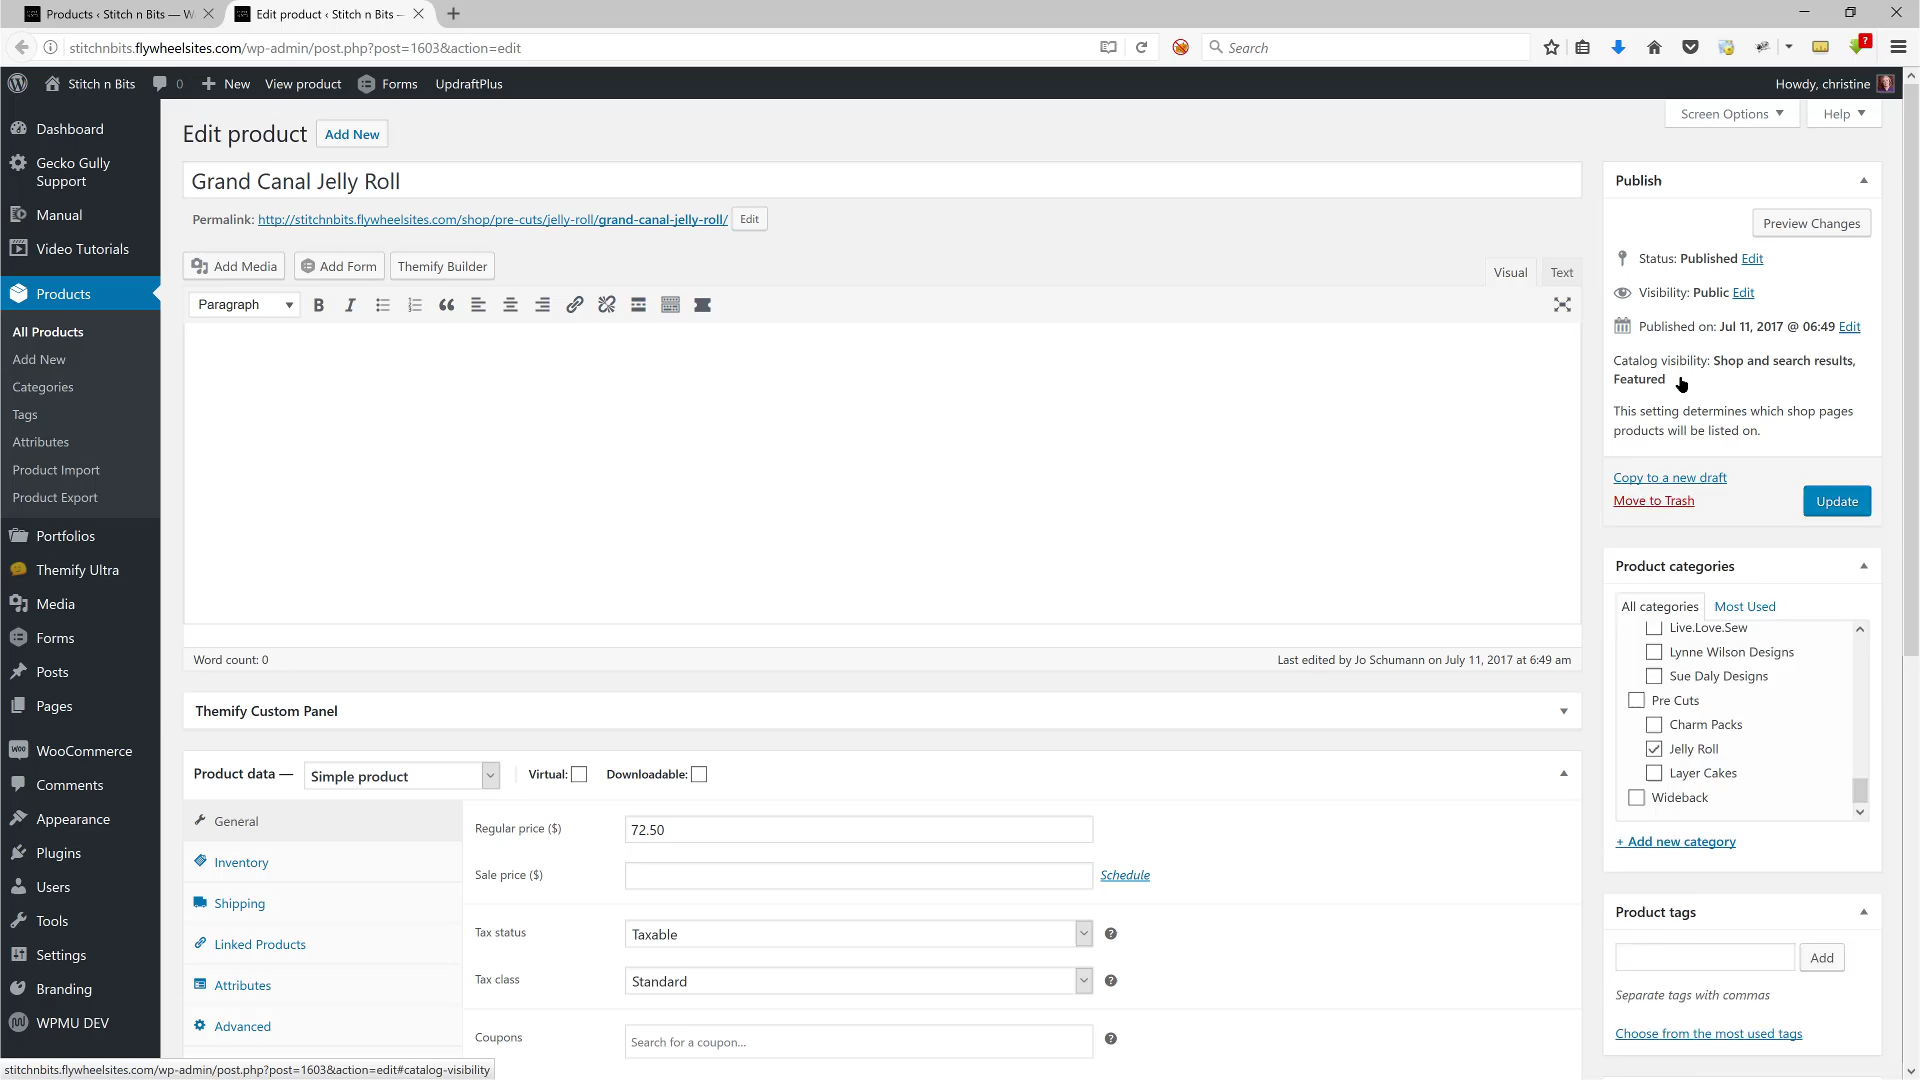 Products ‹ Stitch n Bits — W
Edit product ‹ Stitch n Bits —
stitchnbits.flywheelsites.com/wp-admin/post.php?post=1603&action=edit
Search
?
Stitch n Bits
0
New
View product
Forms
UpdraftPlus
Howdy, christine
Dashboard
Gecko Gully
Support
Manual
Video Tutorials
Products
All Products
Add New
Categories
Tags
Attributes
Product Import
Product Export
Portfolios
Themify Ultra
Media
Forms
Posts
Pages
Woo WooCommerce
Comments
Appearance
Plugins
Users
Tools
Settings
Branding
WPMU DEV
Screen Options
Help
Edit product
Add New
Grand Canal Jelly Roll
Permalink: http://stitchnbits.flywheelsites.com/shop/pre-cuts/jelly-roll/grand-canal-jelly-roll/ Edit
Add Media
Add Form
Themify Builder
Visual
Text
Paragraph
B I
Word count: 0
Last edited by Jo Schumann on July 11, 2017 at 6:49 am
Themify Custom Panel
Product data — Simple product
Virtual:
Downloadable:
General
Inventory
Shipping
Linked Products
Attributes
Advanced
Regular price ($)
72.50
Sale price ($)
Schedule
Tax status
Taxable
?
Tax class
Standard
?
Coupons
Search for a coupon...
?
Publish
Preview Changes
Status: Published Edit
Visibility: Public Edit
Published on: Jul 11, 2017 @ 06:49 Edit
Catalog visibility: Shop and search results,
Featured
This setting determines which shop pages
products will be listed on.
Copy to a new draft
Move to Trash
Update
Product categories
All categories
Most Used
Live.Love.Sew
Lynne Wilson Designs
Sue Daly Designs
Pre Cuts
Charm Packs
Jelly Roll
Layer Cakes
Wideback
+ Add new category
Product tags
Add
Separate tags with commas
Choose from the most used tags
stitchnbits.flywheelsites.com/wp-admin/post.php?post=1603&action=edit#catalog-visibility